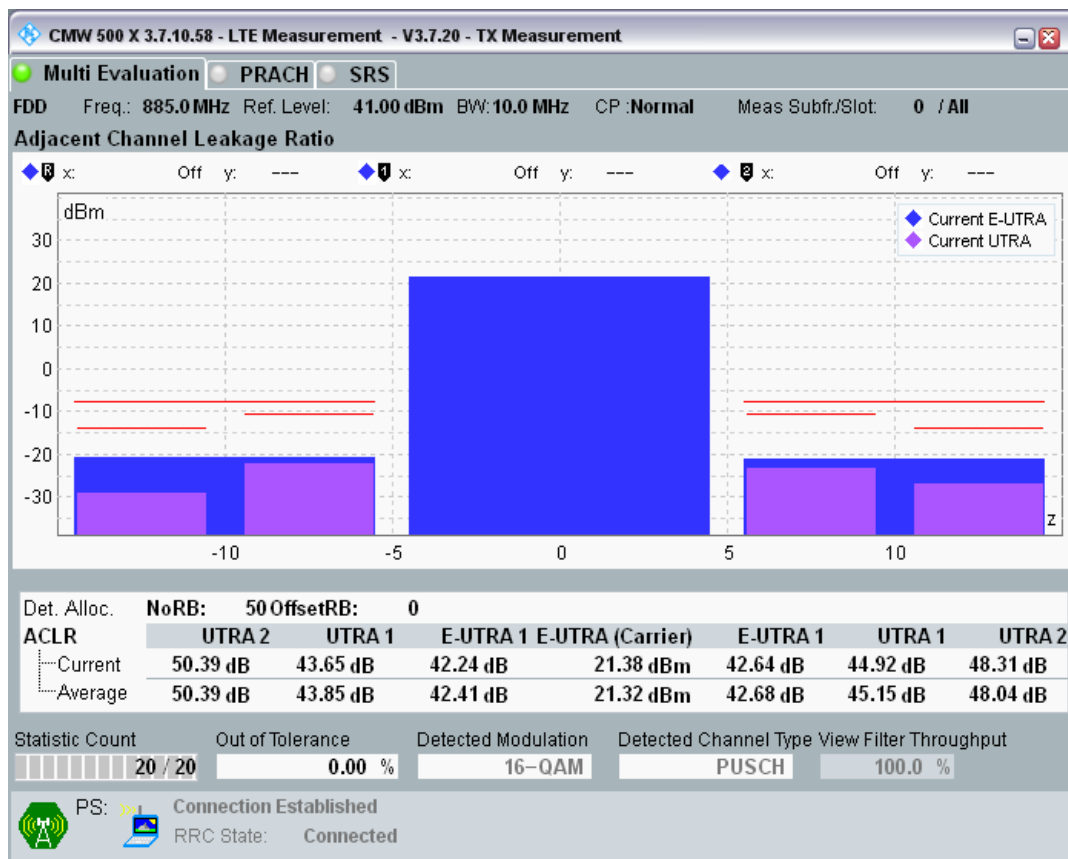 CMW 500 X 3.7.10.58 - LTE Measurement - V3.7.20 - TX Measurement
Multi Evaluation PRACH SRS
FDD Freq.: 885.0 MHz Ref. Level: 41.00 dBm BW: 10.0 MHz CP :Normal Meas Subfr./Slot: 0 / All
Adjacent Channel Leakage Ratio
R x: Off y: --- 1 x: Off y: --- 2 x: Off y: ---
dBm
Current E-UTRA
Current UTRA
30
20
10
0
-10
-20
-30
z
-10 -5 0 5 10
Det. Alloc. NoRB: 50 OffsetRB: 0
ACLR UTRA 2 UTRA 1 E-UTRA 1 E-UTRA (Carrier) E-UTRA 1 UTRA 1 UTRA 2
Current 50.39 dB 43.65 dB 42.24 dB 21.38 dBm 42.64 dB 44.92 dB 48.31 dB
Average 50.39 dB 43.85 dB 42.41 dB 21.32 dBm 42.68 dB 45.15 dB 48.04 dB
Statistic Count Out of Tolerance Detected Modulation Detected Channel Type View Filter Throughput
20 / 20 0.00 % 16-QAM PUSCH 100.0 %
PS: Connection Established
RRC State: Connected